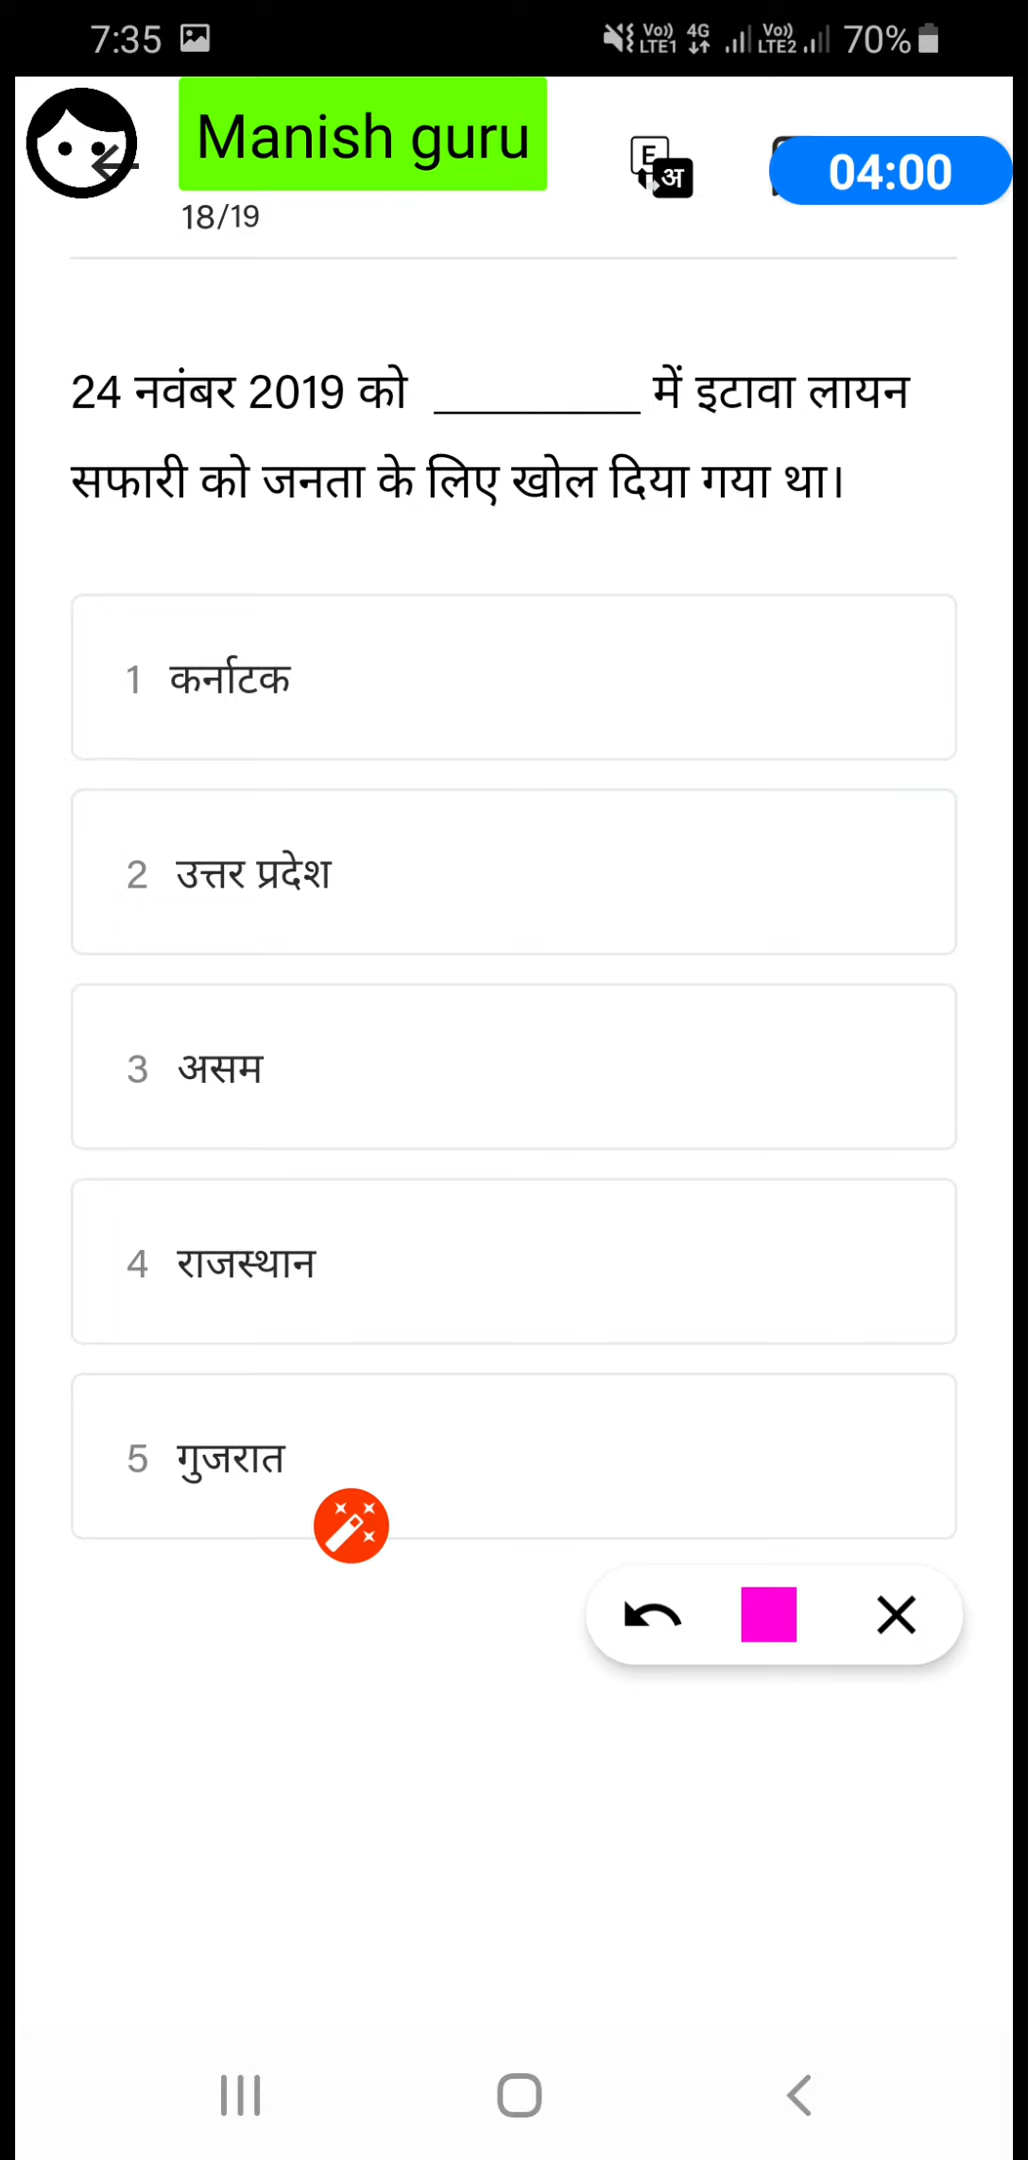 7:35 Vo)) LTE1 4G Vo)) LTE2 70%
Manish guru
E अ
04:00
18/19
24 नवंबर 2019 को _________ में इटावा लायन
सफारी को जनता के लिए खोल दिया गया था।
1 कर्नाटक
2 उत्तर प्रदेश
3 असम
4 राजस्थान
5 गुजरात